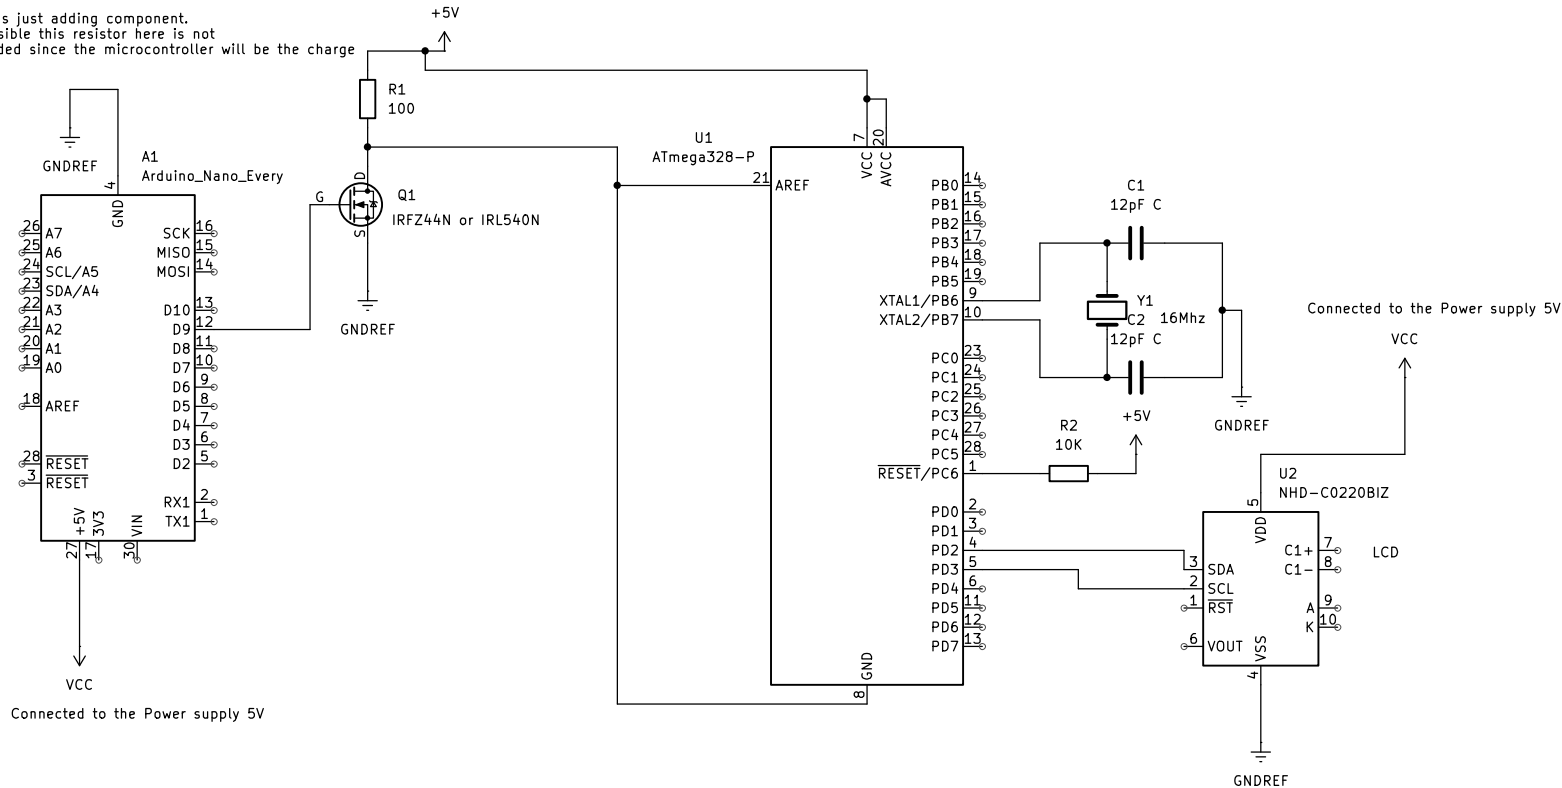 s just adding component.
sible this resistor here is not
ded since the microcontroller will be the charge
+5V
R1
100
GNDREF
A1
Arduino_Nano_Every
4
GND
26 A7
25 A6
24 SCL/A5
23 SDA/A4
22 A3
21 A2
20 A1
19 A0
18 AREF
28 RESET
3 RESET
SCK 16
MISO 15
MOSI 14
D10 13
D9 12
D8 11
D7 10
D6 9
D5 8
D4 7
D3 6
D2 5
RX1 2
TX1 1
+5V
3V3
VIN
27
17
30
VCC
Connected to the Power supply 5V
D
G
S
Q1
IRFZ44N or IRL540N
GNDREF
U1
ATmega328-P
7
20
VCC
AVCC
21 AREF
PB0 14
PB1 15
PB2 16
PB3 17
PB4 18
PB5 19
XTAL1/PB6 9
XTAL2/PB7 10
PC0 23
PC1 24
PC2 25
PC3 26
PC4 27
PC5 28
RESET/PC6 1
PD0 2
PD1 3
PD2 4
PD3 5
PD4 6
PD5 11
PD6 12
PD7 13
GND
8
C1
12pF C
Y1
16Mhz
C2
12pF C
GNDREF
+5V
R2
10K
Connected to the Power supply 5V
VCC
U2
NHD-C0220BIZ
5
VDD
3 SDA
2 SCL
1 RST
6 VOUT
C1+ 7
C1- 8
A 9
K 10
VSS
4
LCD
GNDREF